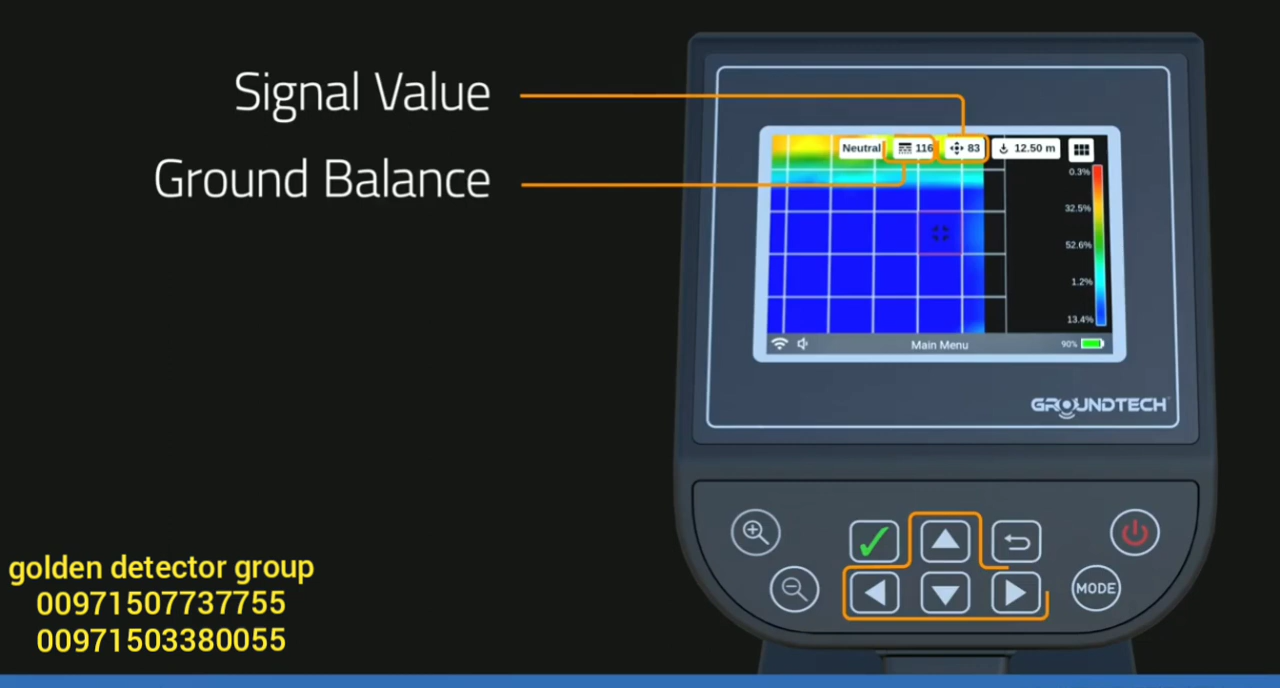 Signal Value
Ground Balance
Neutral 116 83 12.50 m
0.3%
32.5%
52.6%
1.2%
13.4%
Main Menu 90%
GROUNDTECH
MODE
golden detector group
00971507737755
00971503380055